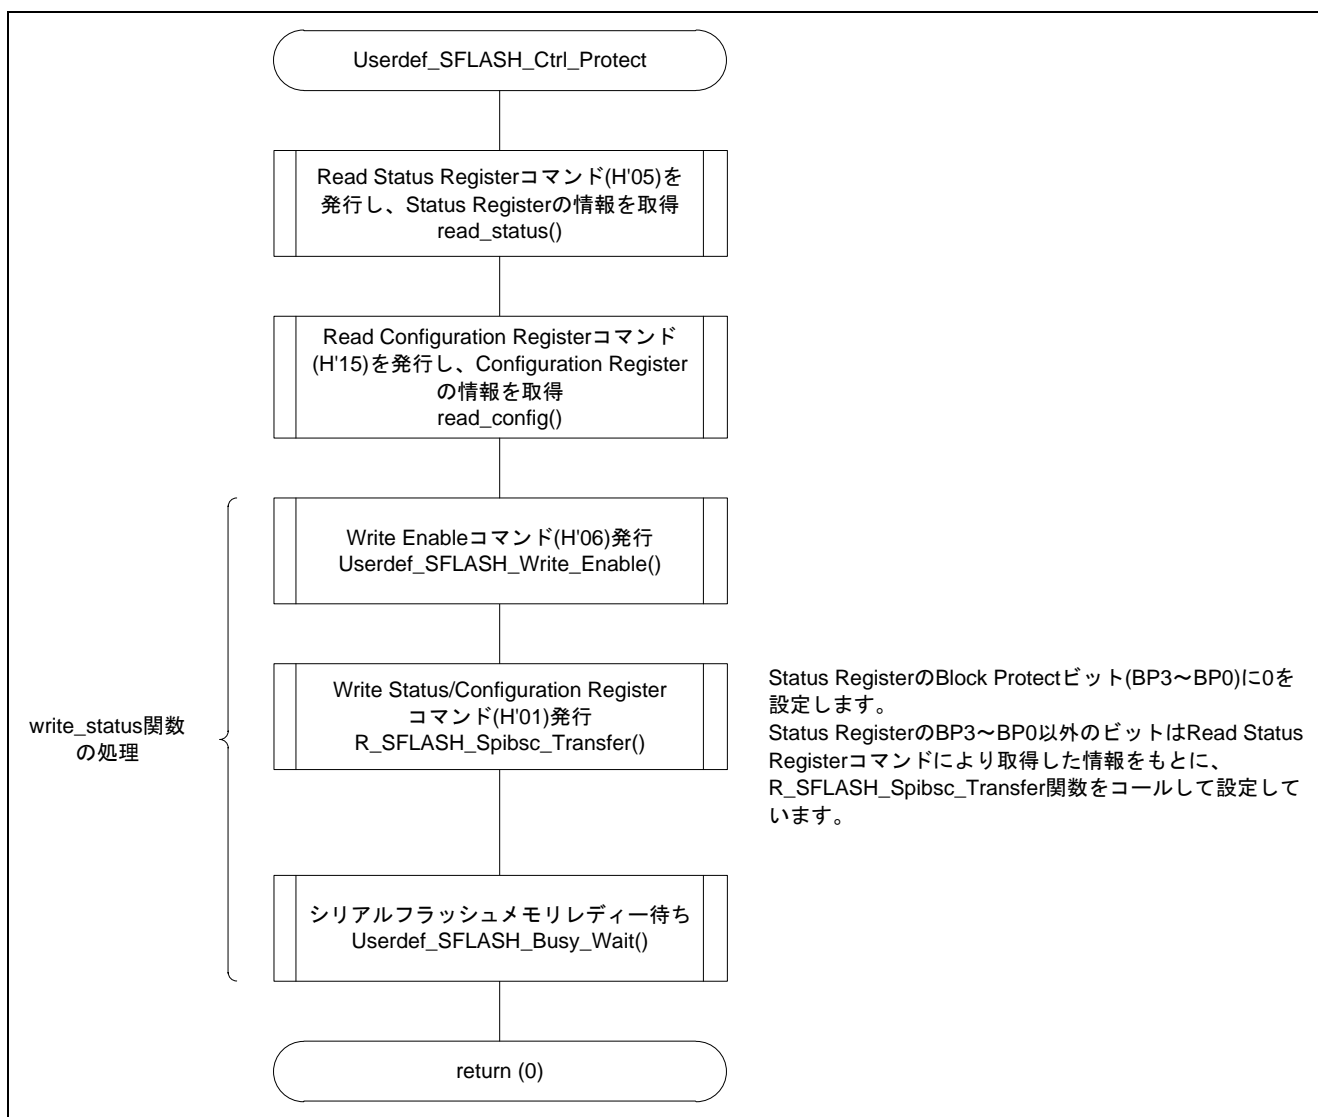 Userdef_SFLASH_Ctrl_Protect
Read Status Registerコマンド(H'05)を
発行し、Status Registerの情報を取得
read_status()
Read Configuration Registerコマンド
(H'15)を発行し、Configuration Register
の情報を取得
read_config()
Write Enableコマンド(H'06)発行
Userdef_SFLASH_Write_Enable()
write_status関数
の処理
Write Status/Configuration Register
コマンド(H'01)発行
R_SFLASH_Spibsc_Transfer()
Status RegisterのBlock Protectビット(BP3～BP0)に0を
設定します。
Status RegisterのBP3～BP0以外のビットはRead Status
Registerコマンドにより取得した情報をもとに、
R_SFLASH_Spibsc_Transfer関数をコールして設定して
います。
シリアルフラッシュメモリレディー待ち
Userdef_SFLASH_Busy_Wait()
return (0)